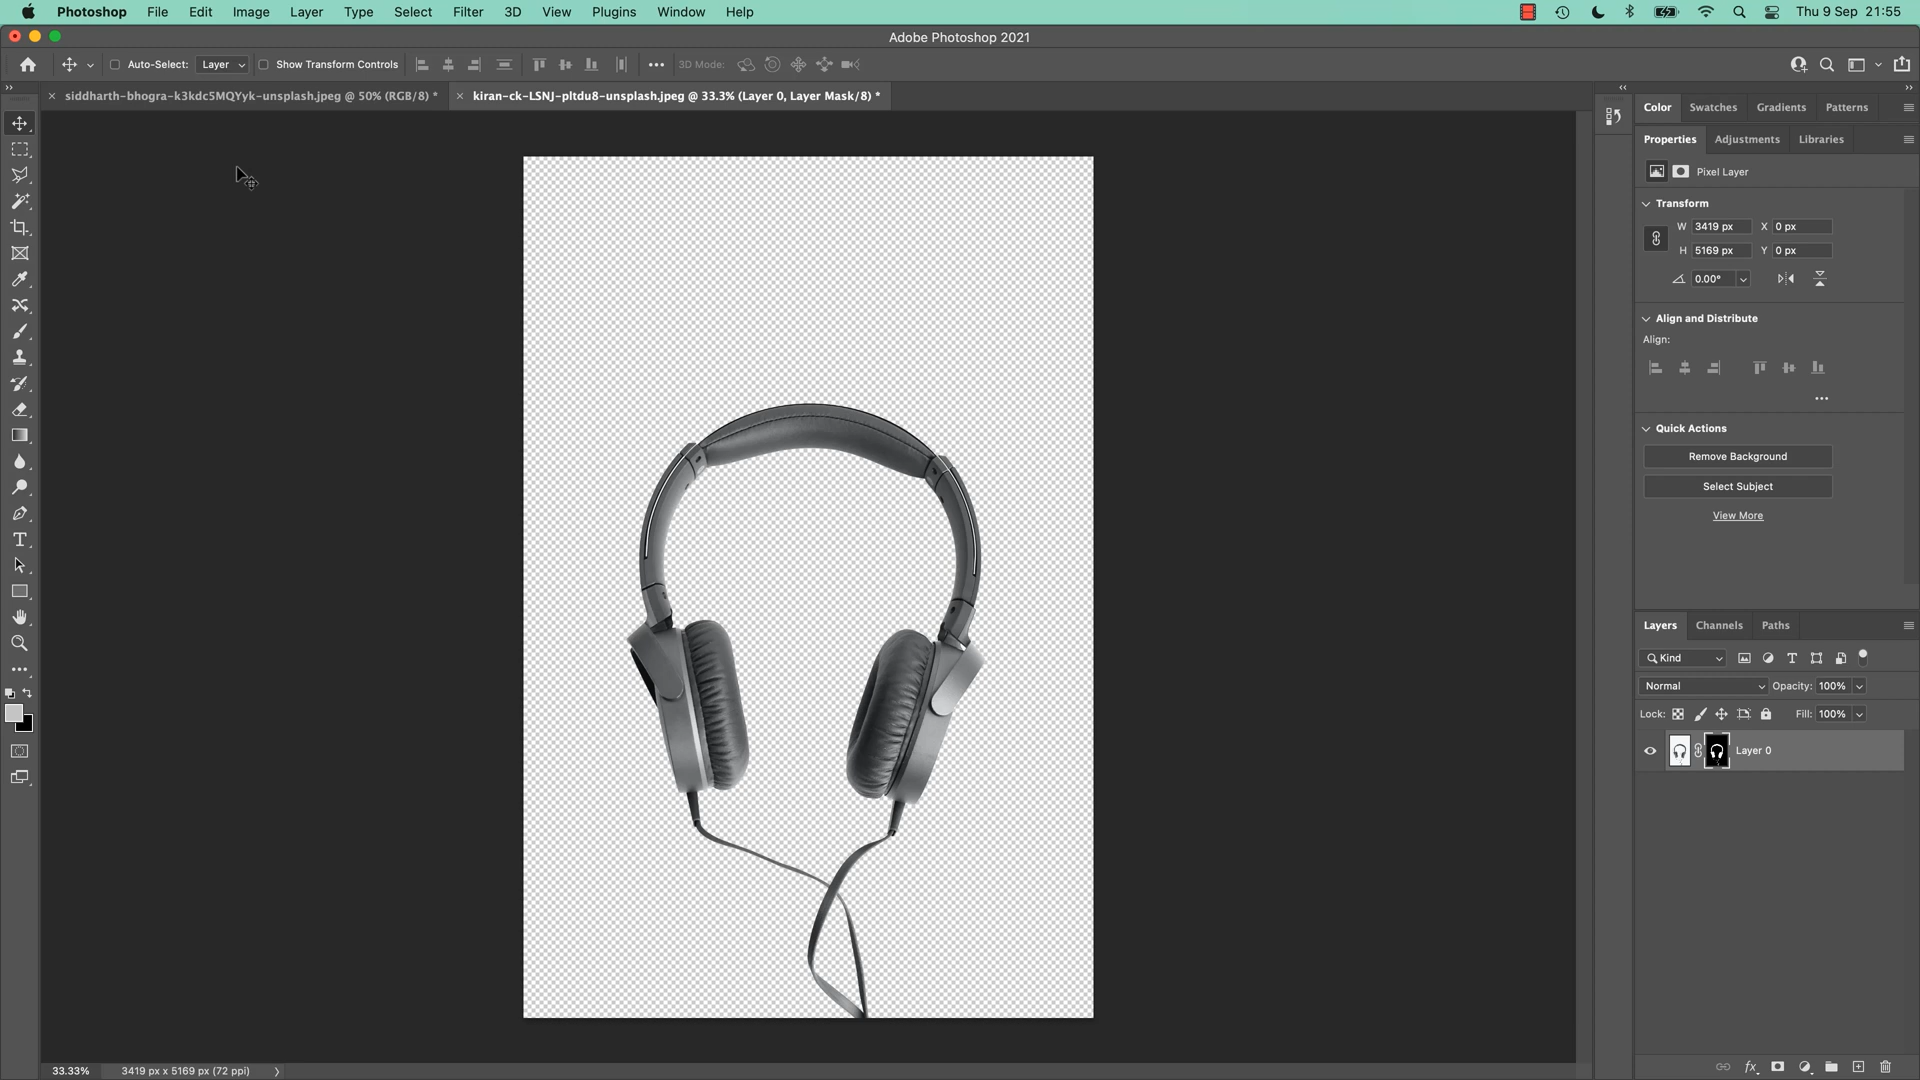 Photoshop File Edit Image Layer Type Select Filter 3D View Plugins Window Help Thu 9 Sep 21:55
Adobe Photoshop 2021
Auto-Select: Layer Show Transform Controls 3D Mode:
siddharth-bhogra-k3kdc5MQYyk-unsplash.jpeg @ 50% (RGB/8) * kiran-ck-LSNJ-pltdu8-unsplash.jpeg @ 33.3% (Layer 0, Layer Mask/8) *
Color Swatches Gradients Patterns
Properties Adjustments Libraries
Pixel Layer
Transform
W 3419 px X 0 px
H 5169 px Y 0 px
0.00°
Align and Distribute
Align:
Quick Actions
Remove Background
Select Subject
View More
Layers Channels Paths
Kind
Normal Opacity: 100%
Lock: Fill: 100%
Layer 0
33.33% 3419 px x 5169 px (72 ppi)
fx